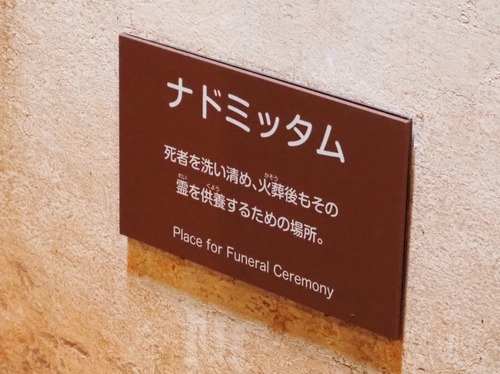 ナドミッタム
死者を洗い清め、火葬後もその
霊を供養するための場所。
Place for Funeral Ceremony